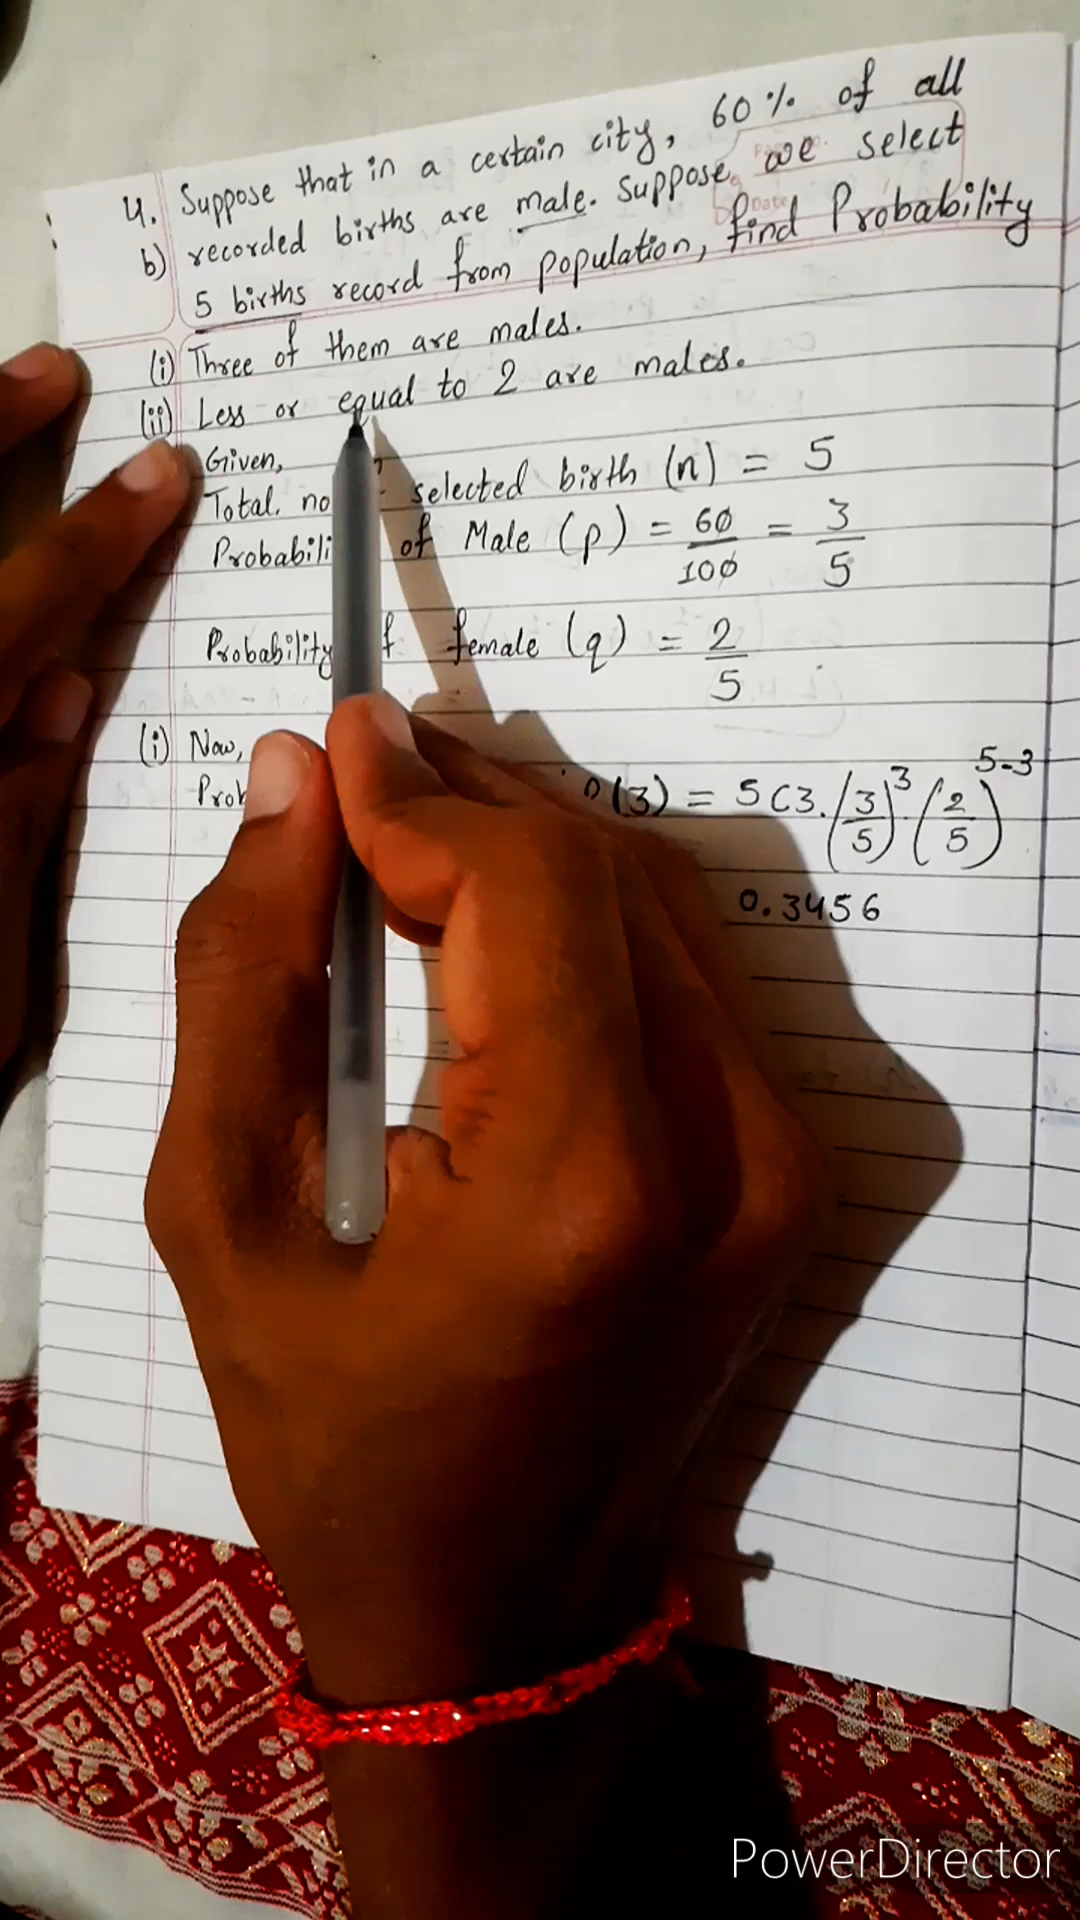 4. Suppose that in a certain city, 60% of all
b) recorded births are male. Suppose we select
5 births record from population, find Probability
(i) Three of them are males.
(ii) Less or equal to 2 are males.
Given,
Total. no selected birth (n) = 5
Probabili of Male (p) = 60/100 = 3/5
Probability f female (q) = 2/5
(i) Now,
Prob p(3) = 5C3.(3/5)^3.(2/5)^5-3
0.3456
PowerDirector